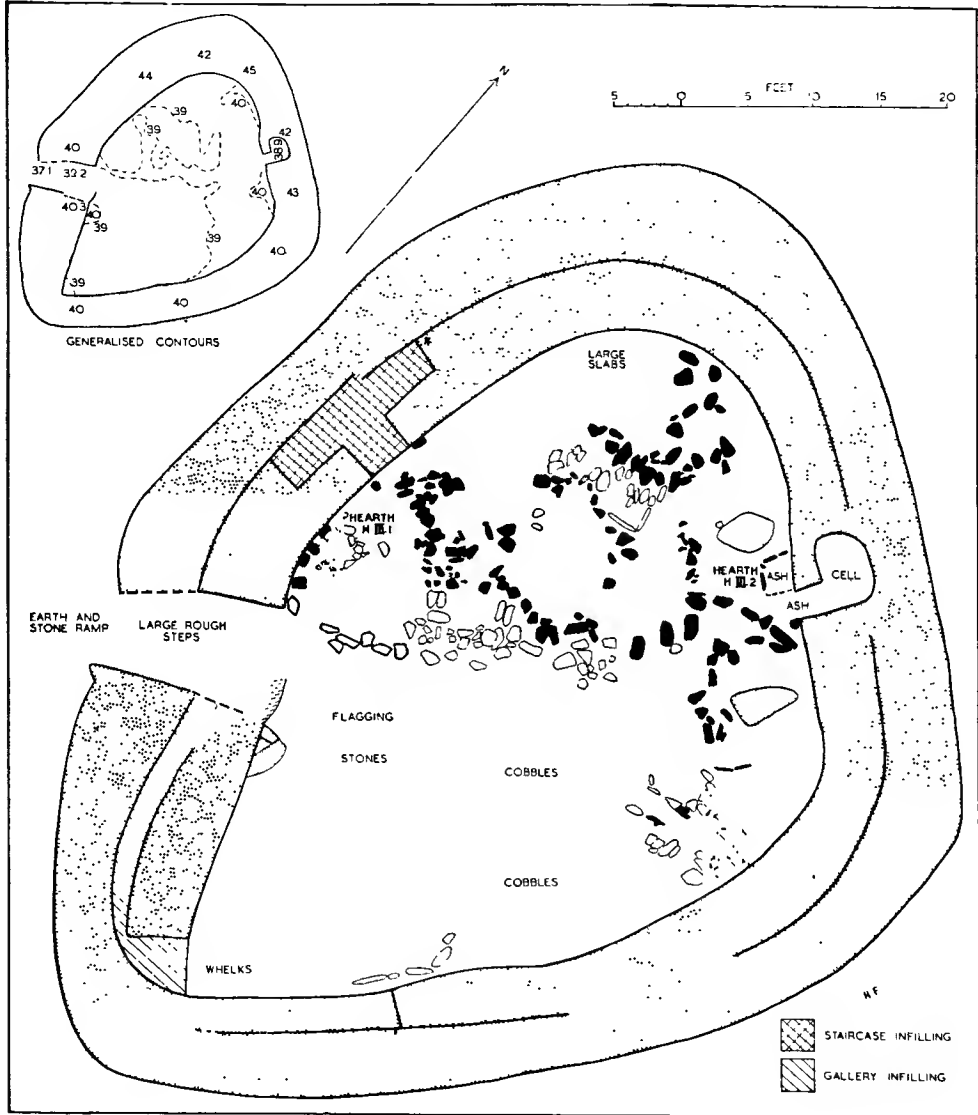 42
44 45
39 40
39
42
38 9
40
37 1 39 2 43
40 3 40
40
39 39
40
39
40 40
GENERALISED CONTOURS
N
FEET
5 0 5 10 15 20
LARGE
SLABS
?HEARTH
H III.1
HEARTH
H III.2
ASH
CELL
ASH
EARTH AND
STONE RAMP
LARGE ROUGH
STEPS
FLAGGING
STONES
COBBLES
COBBLES
WHELKS
H F
STAIRCASE INFILLING
GALLERY INFILLING